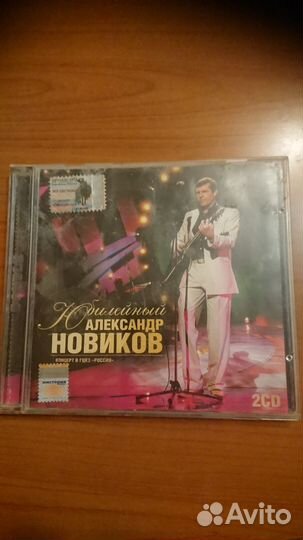 Юбилейный
АЛЕКСАНДР
НОВИКОВ
КОНЦЕРТ В ГЦКЗ «РОССИЯ»
2CD
Avito